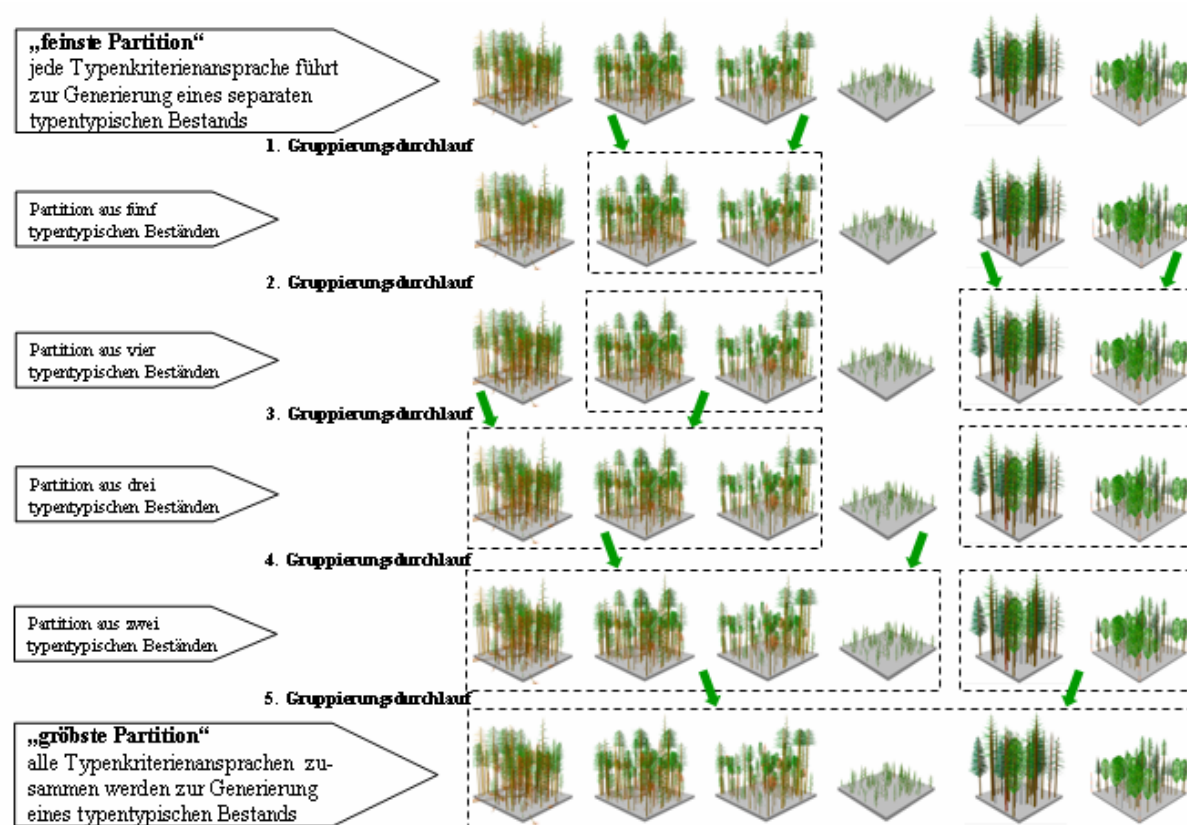 „feinste Partition“
jede Typenkriterienansprache führt
zur Generierung eines separaten
typentypischen Bestands
1. Gruppierungsdurchlauf
Partition aus fünf
typentypischen Beständen
2. Gruppierungsdurchlauf
Partition aus vier
typentypischen Beständen
3. Gruppierungsdurchlauf
Partition aus drei
typentypischen Beständen
4. Gruppierungsdurchlauf
Partition aus zwei
typentypischen Beständen
5. Gruppierungsdurchlauf
„gröbste Partition“
alle Typenkriterienansprachen zu-
sammen werden zur Generierung
eines typentypischen Bestands